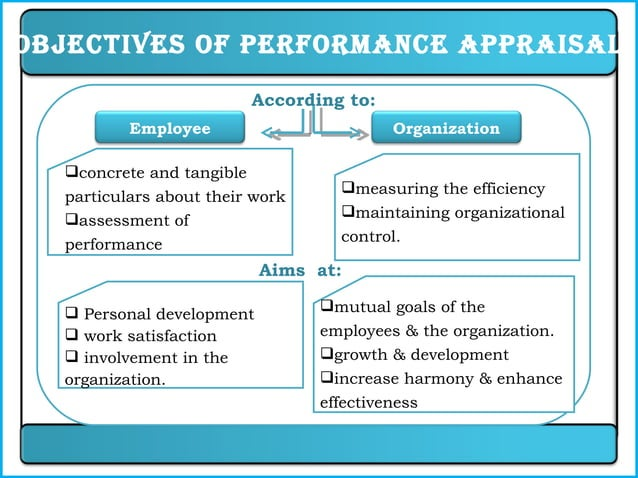 OBJECTIVES OF PERFORMANCE APPRAISAL
According to:
Employee
Organization
❑concrete and tangible
particulars about their work
❑assessment of
performance
❑measuring the efficiency
❑maintaining organizational
control.
Aims at:
❑ Personal development
❑ work satisfaction
❑ involvement in the
organization.
❑mutual goals of the
employees & the organization.
❑growth & development
❑increase harmony & enhance
effectiveness